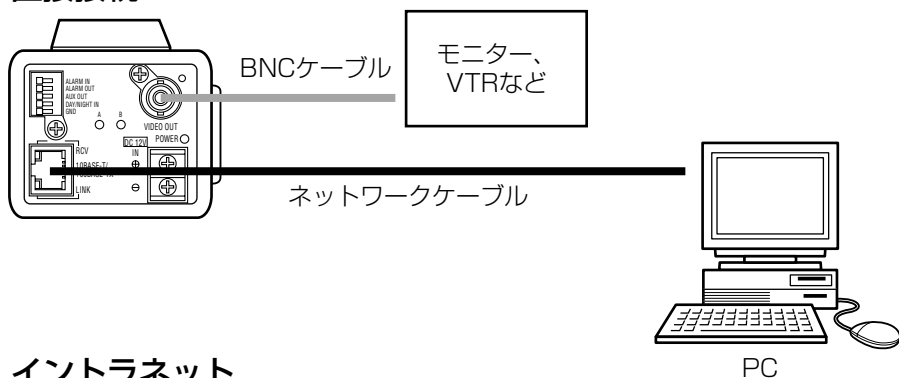 BNCケーブル
モニター、
VTRなど
ALARM IN
ALARM OUT
AUX OUT
DAY/NIGHT IN
GND
A B
VIDEO OUT
DC 12V
IN
POWER
RCV
10BASE-T/
LINK
⊕
⊖
ネットワークケーブル
PC
イントラネット